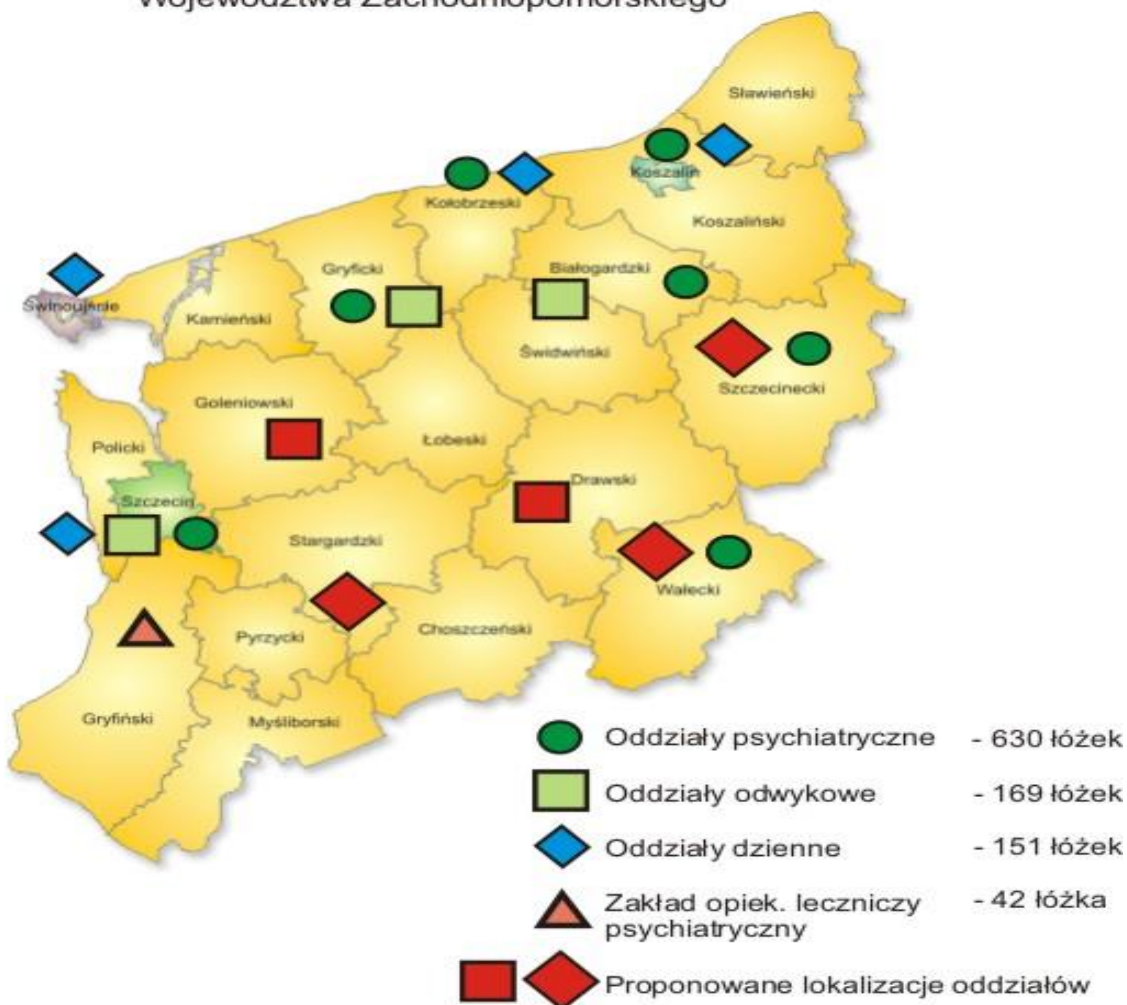 Województwa Zachodniopomorskiego
Sławieński
Koszalin
Kołobrzeski
Koszaliński
Gryficki
Białogardzki
Świnoujście
Kamieński
Świdwiński
Szczecinecki
Goleniowski
Łobeski
Policki
Drawski
Szczecin
Stargardzki
Wałecki
Pyrzycki
Choszczeński
Gryfiński
Myśliborski
Oddziały psychiatryczne - 630 łóżek
Oddziały odwykowe - 169 łóżek
Oddziały dzienne - 151 łóżek
Zakład opiek. leczniczy - 42 łóżka
psychiatryczny
Proponowane lokalizacje oddziałów